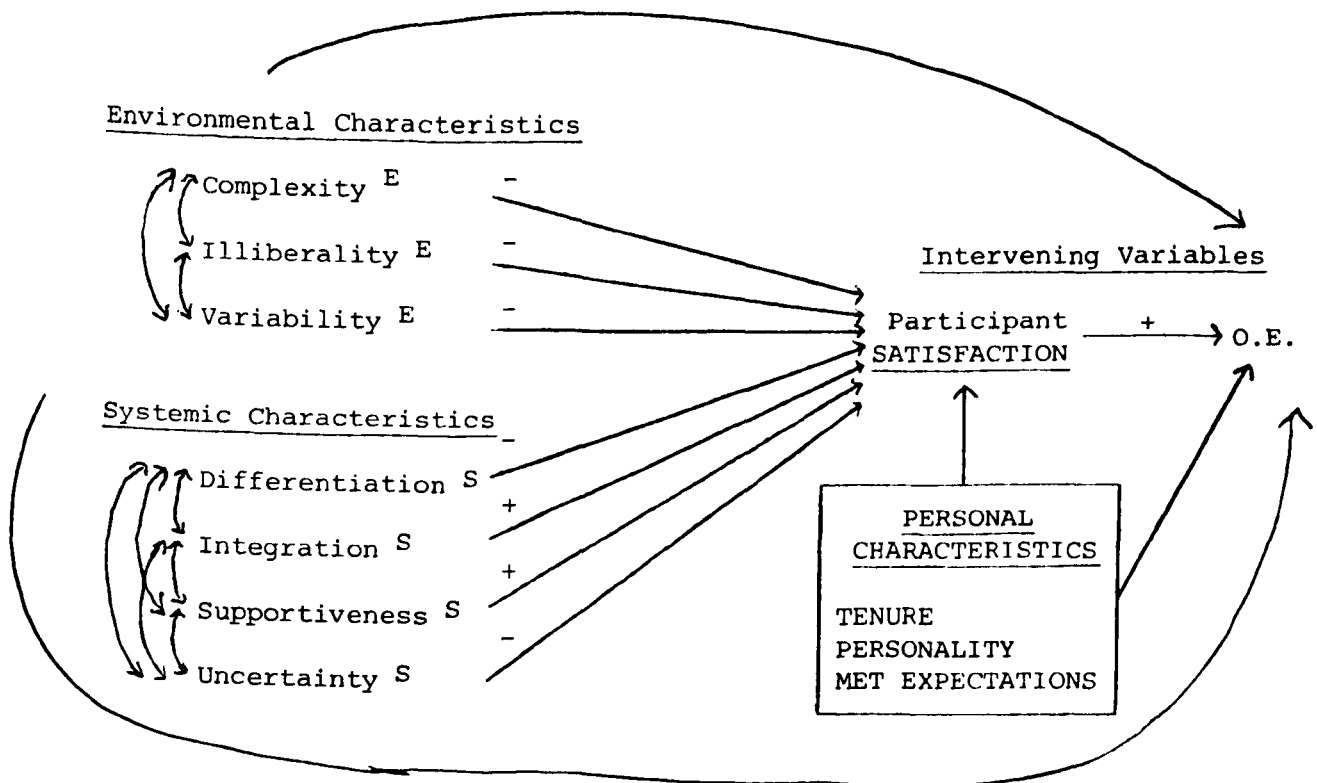 Environmental Characteristics
Complexity E -
Illiberality E -
Variability E -
Intervening Variables
Participant + O.E.
SATISFACTION
Systemic Characteristics
-
Differentiation S
+
Integration S
+
Supportiveness S
-
Uncertainty S
PERSONAL
CHARACTERISTICS
TENURE
PERSONALITY
MET EXPECTATIONS